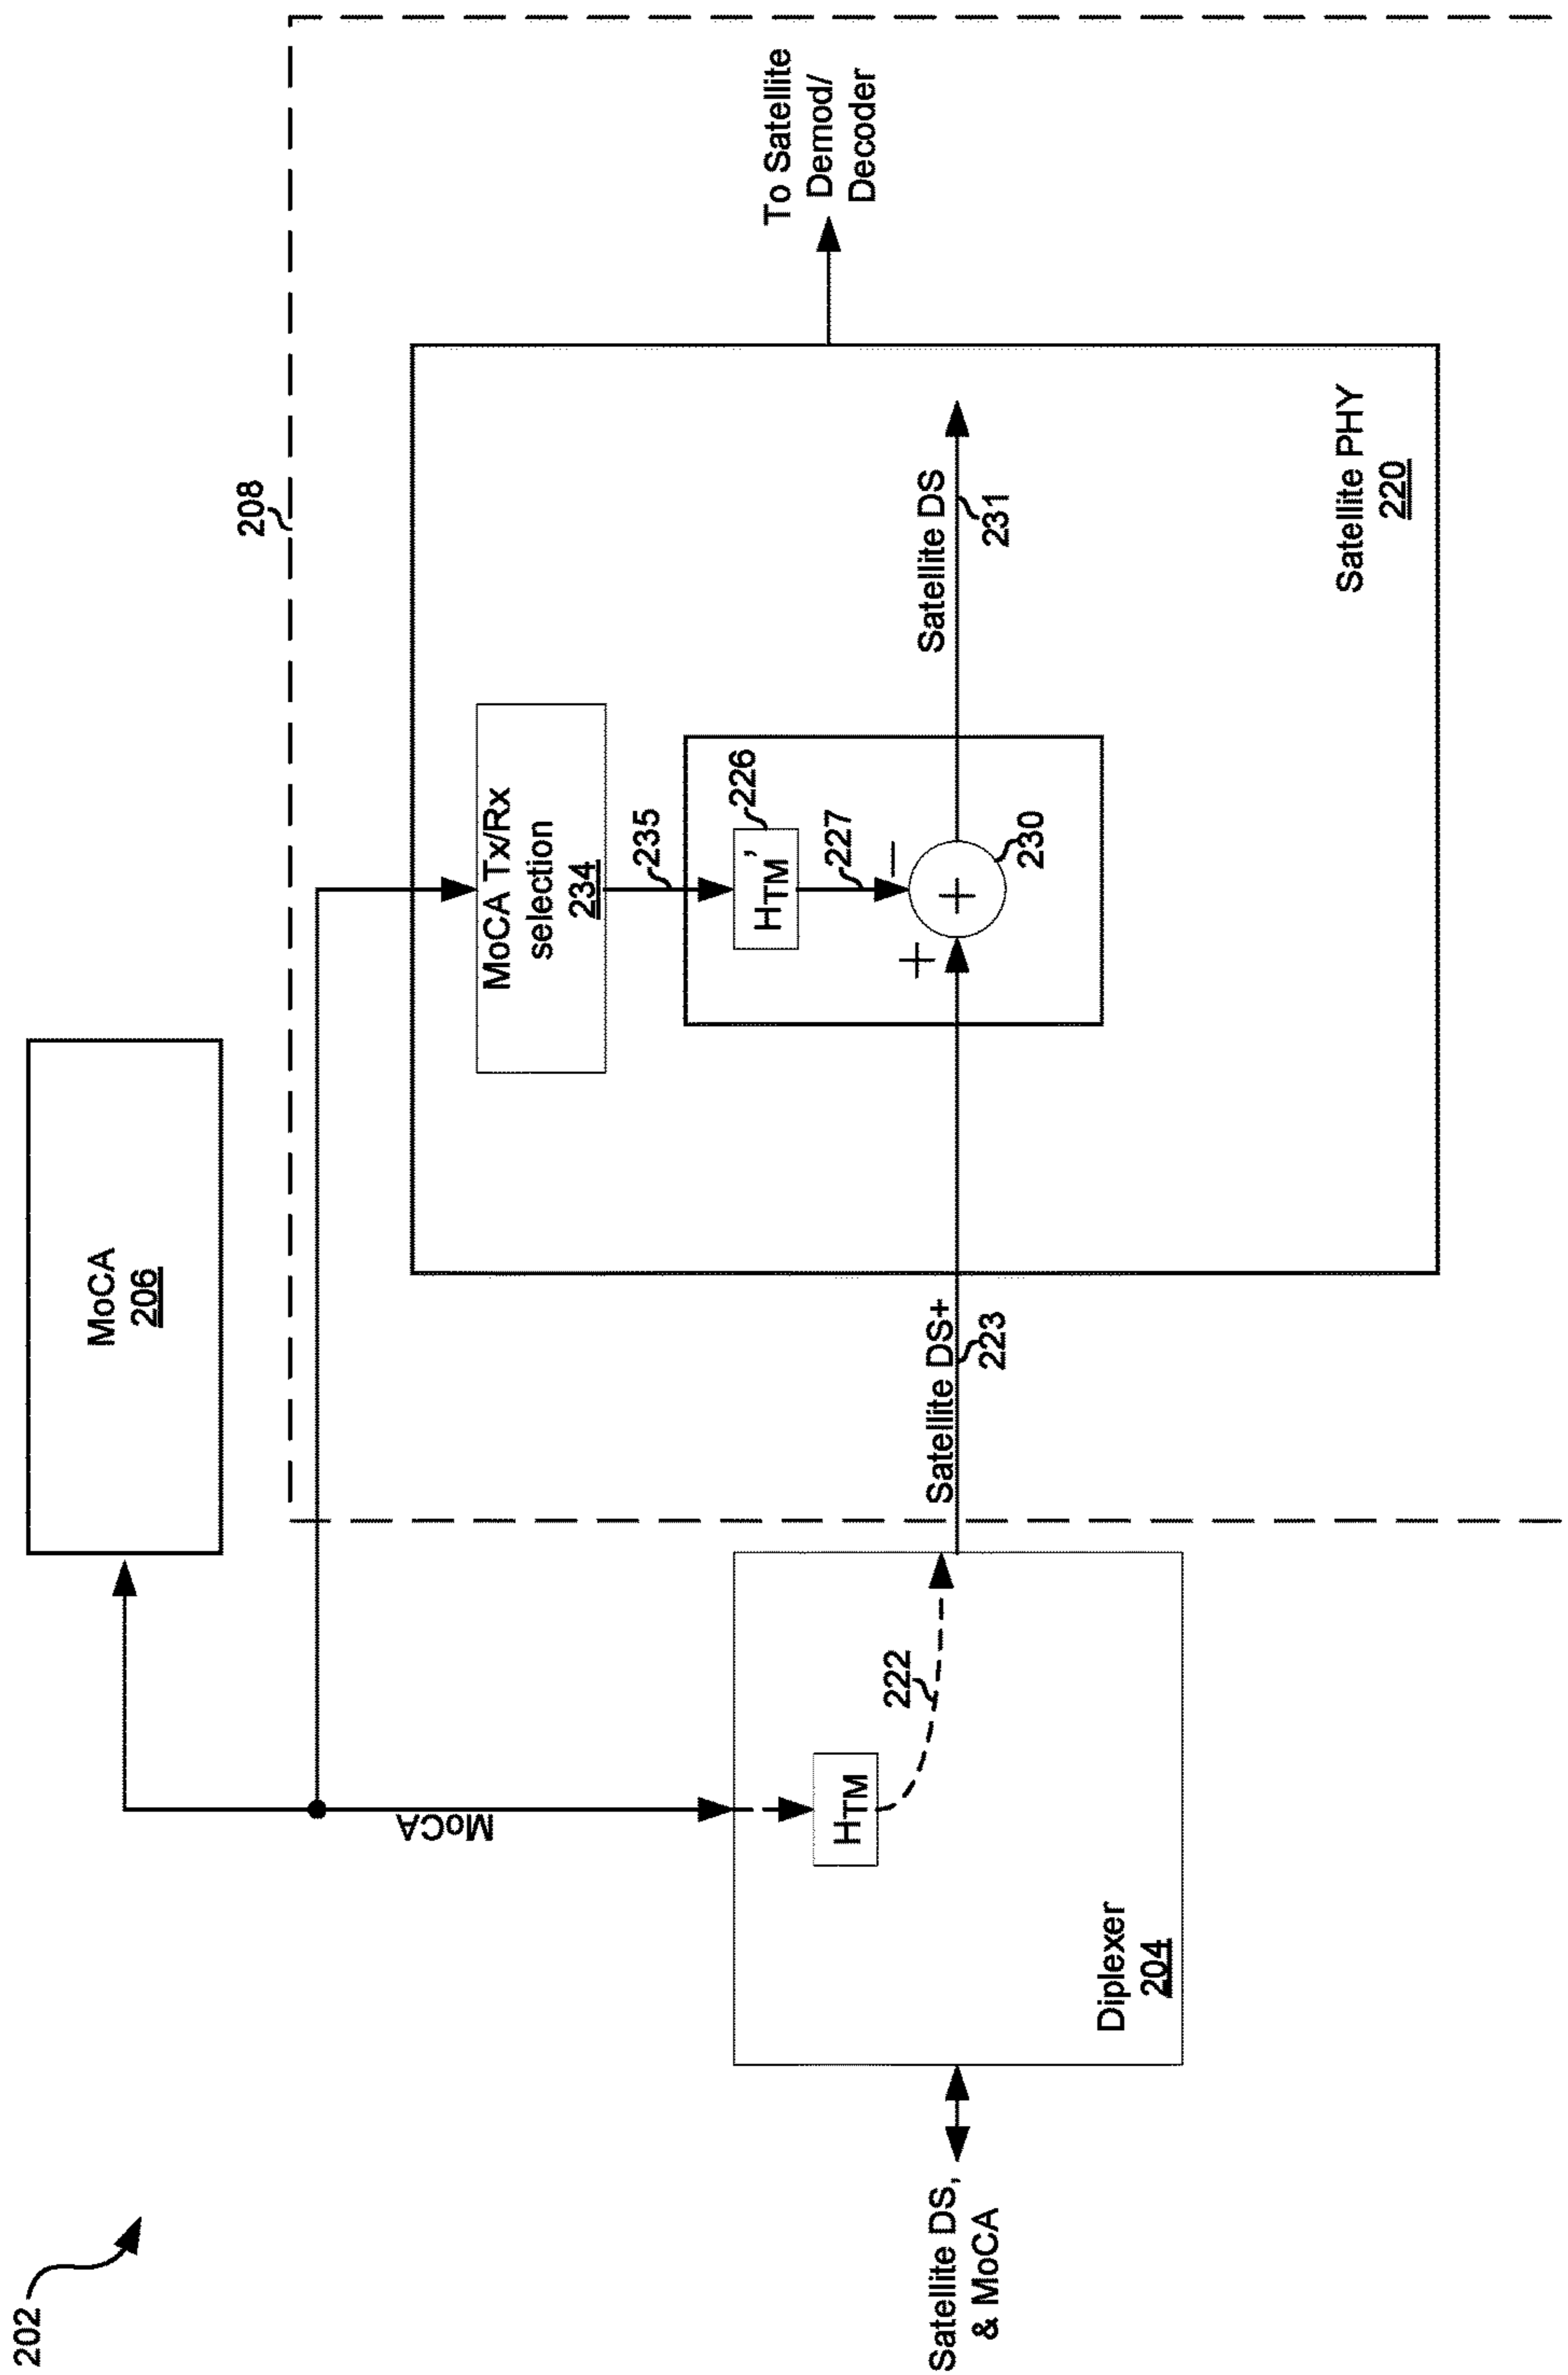 202
MoCA
206
208
MoCA
MoCA Tx/Rx
selection
234
235
HTM'
226
227
−
+
+
230
Satellite DS
231
To Satellite
Demod/
Decoder
Satellite PHY
220
Satellite DS+
223
HTM
222
Diplexer
204
Satellite DS,
& MoCA